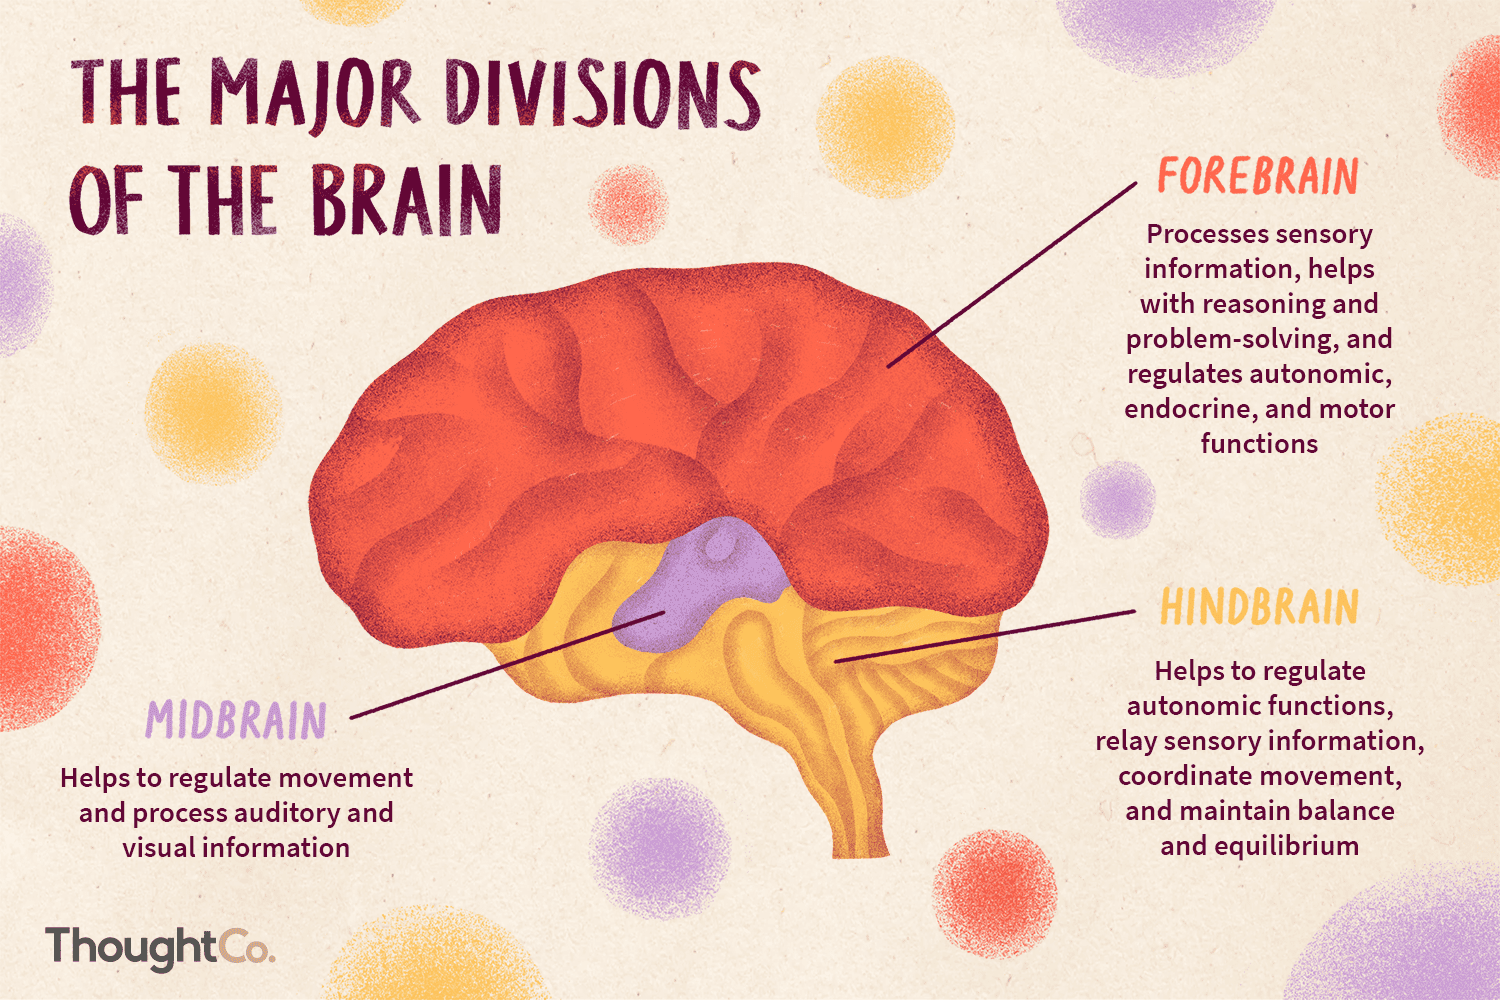 THE MAJOR DIVISIONS
OF THE BRAIN
FOREBRAIN
Processes sensory
information, helps
with reasoning and
problem-solving, and
regulates autonomic,
endocrine, and motor
functions
HINDBRAIN
Helps to regulate
autonomic functions,
relay sensory information,
coordinate movement,
and maintain balance
and equilibrium
MIDBRAIN
Helps to regulate movement
and process auditory and
visual information
ThoughtCo.